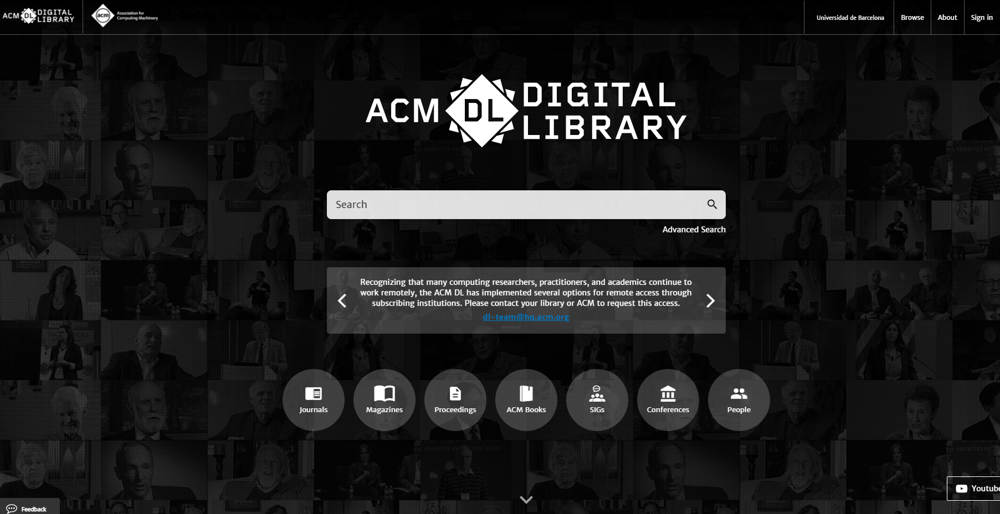 ACM DL DIGITAL LIBRARY
acm Association for Computing Machinery
Universidad de Barcelona
Browse
About
Sign in
ACM DL DIGITAL
LIBRARY
Search
Advanced Search
Recognizing that many computing researchers, practitioners, and academics continue to
work remotely, the ACM DL has implemented several options for remote access through
subscribing institutions. Please contact your library or ACM to request this access.
dl-team@hq.acm.org
Journals
Magazines
Proceedings
ACM Books
SIGs
Conferences
People
Youtube
Feedback